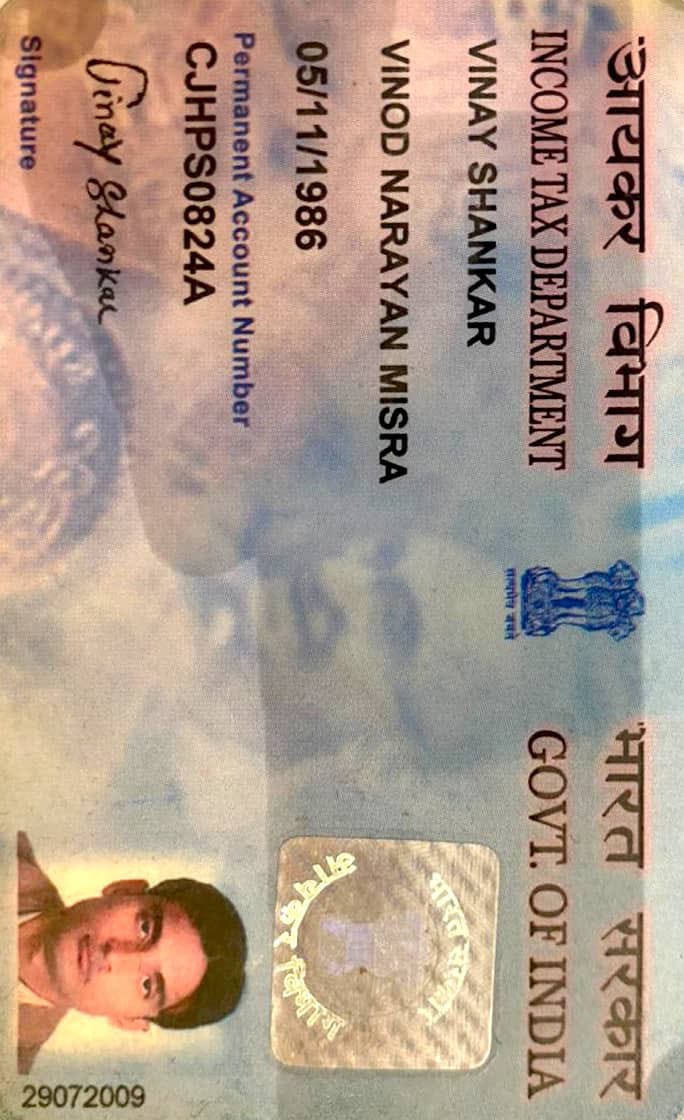 आयकर विभाग
INCOME TAX DEPARTMENT
सत्यमेव जयते
भारत सरकार
GOVT. OF INDIA
VINAY SHANKAR
VINOD NARAYAN MISRA
05/11/1986
Permanent Account Number
CJHPS0824A
Vinay Shankar
Signature
भारत सरकार
आयकर विभाग
29072009